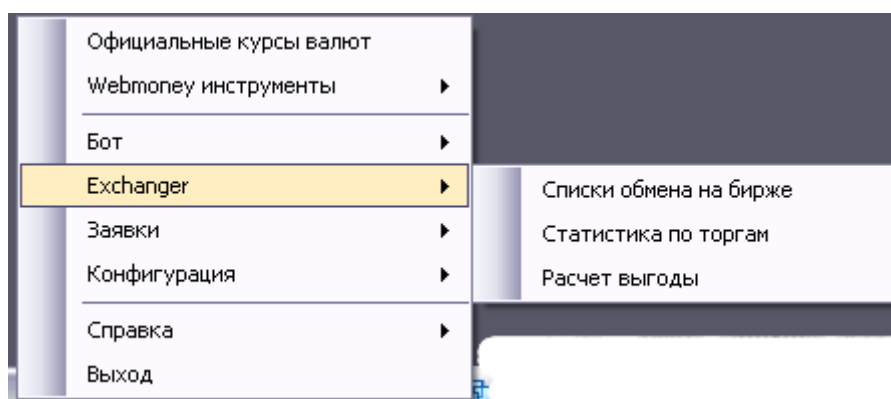 Официальные курсы валют
Webmoney инструменты
Бот
Exchanger
Заявки
Конфигурация
Справка
Выход
Списки обмена на бирже
Статистика по торгам
Расчет выгоды